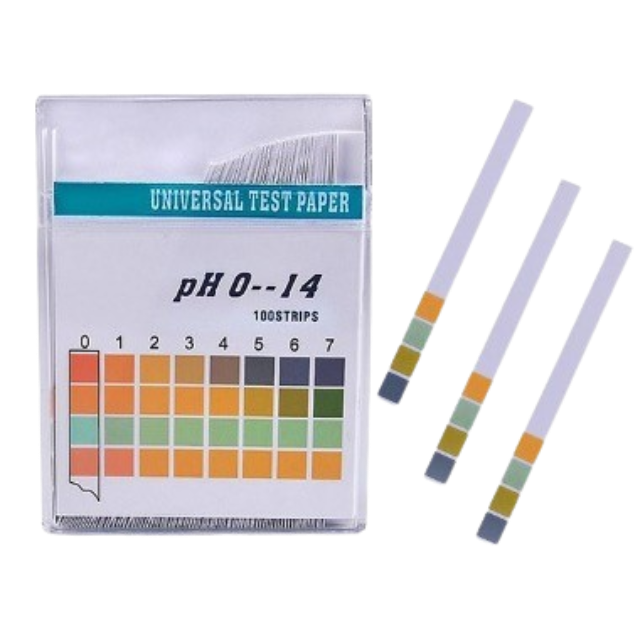 UNIVERSAL TEST PAPER
pH 0--14
100STRIPS
0 1 2 3 4 5 6 7